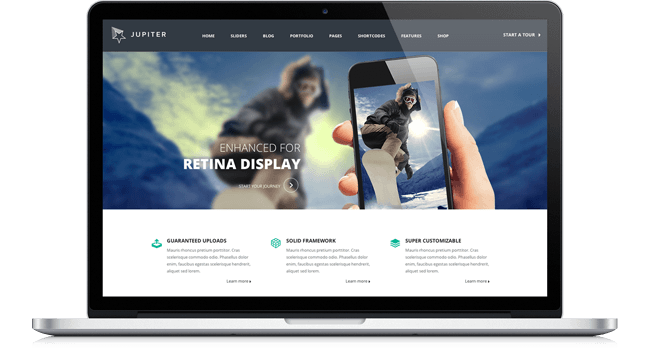 JUPITER
HOME SLIDERS BLOG PORTFOLIO PAGES SHORTCODES FEATURES SHOP START A TOUR
ENHANCED FOR
RETINA DISPLAY
START YOUR JOURNEY
GUARANTEED UPLOADS
Mauro rhoncus pretium porttitor. Cras
scelerisque commodo odio. Phasellus dolor
enim, faucibus egestas scelerisque hendrerit,
aliquet sed lorem.
Learn more
SOLID FRAMEWORK
Mauro rhoncus pretium porttitor. Cras
scelerisque commodo odio. Phasellus dolor
enim, faucibus egestas scelerisque hendrerit,
aliquet sed lorem.
Learn more
SUPER CUSTOMIZABLE
Mauro rhoncus pretium porttitor. Cras
scelerisque commodo odio. Phasellus dolor
enim, faucibus egestas scelerisque hendrerit,
aliquet sed lorem.
Learn more